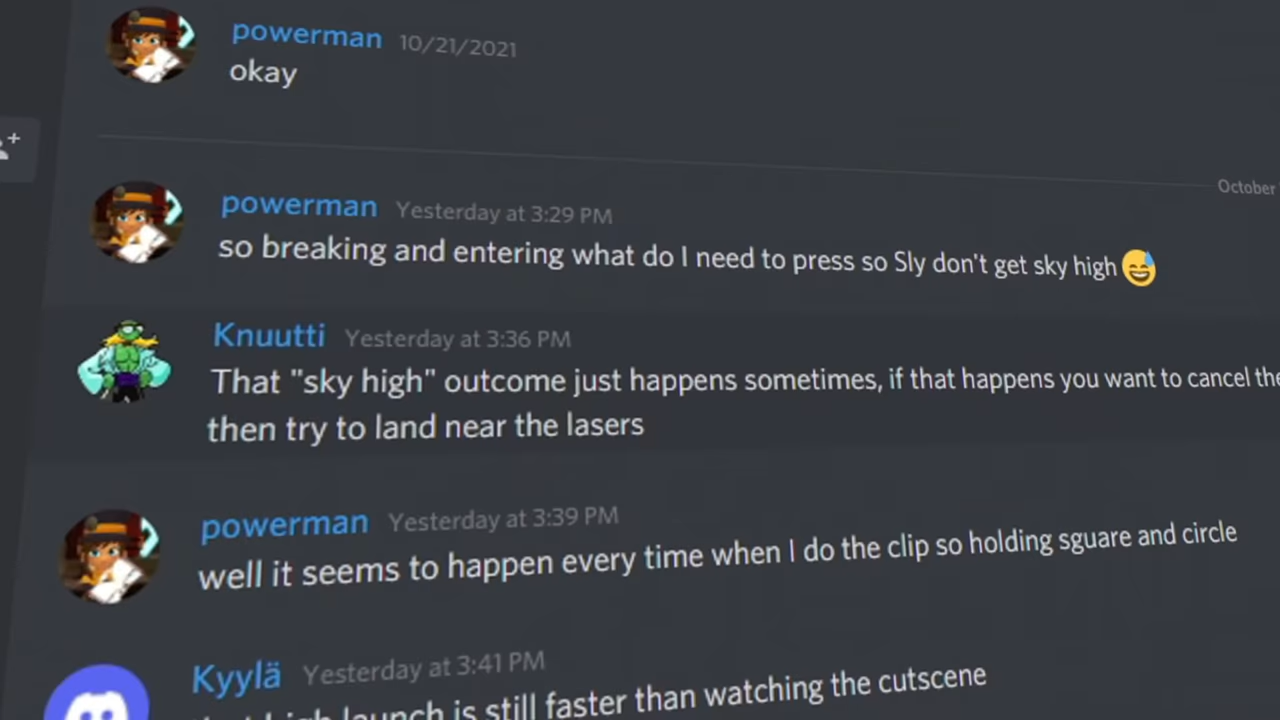 powerman 10/21/2021
okay
October
powerman Yesterday at 3:29 PM
so breaking and entering what do I need to press so Sly don't get sky high 😅
Knuutti Yesterday at 3:36 PM
That "sky high" outcome just happens sometimes, if that happens you want to cancel the
then try to land near the lasers
powerman Yesterday at 3:39 PM
well it seems to happen every time when I do the clip so holding sguare and circle
Kyylä Yesterday at 3:41 PM
high launch is still faster than watching the cutscene